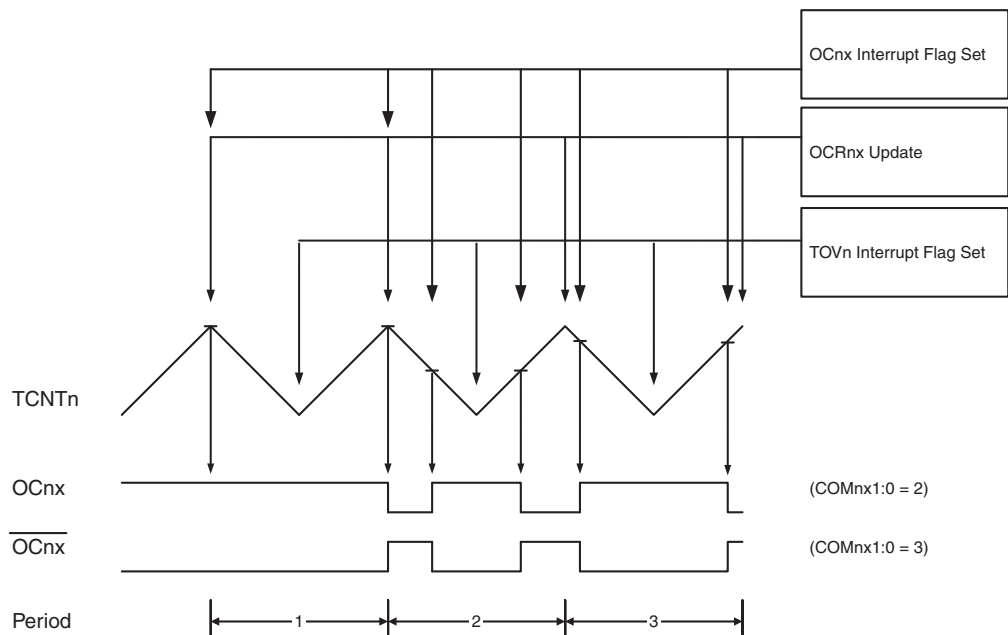 OCnx Interrupt Flag Set
OCRnx Update
TOVn Interrupt Flag Set
TCNTn
OCnx (COMnx1:0 = 2)
OCnx (COMnx1:0 = 3)
Period 1 2 3